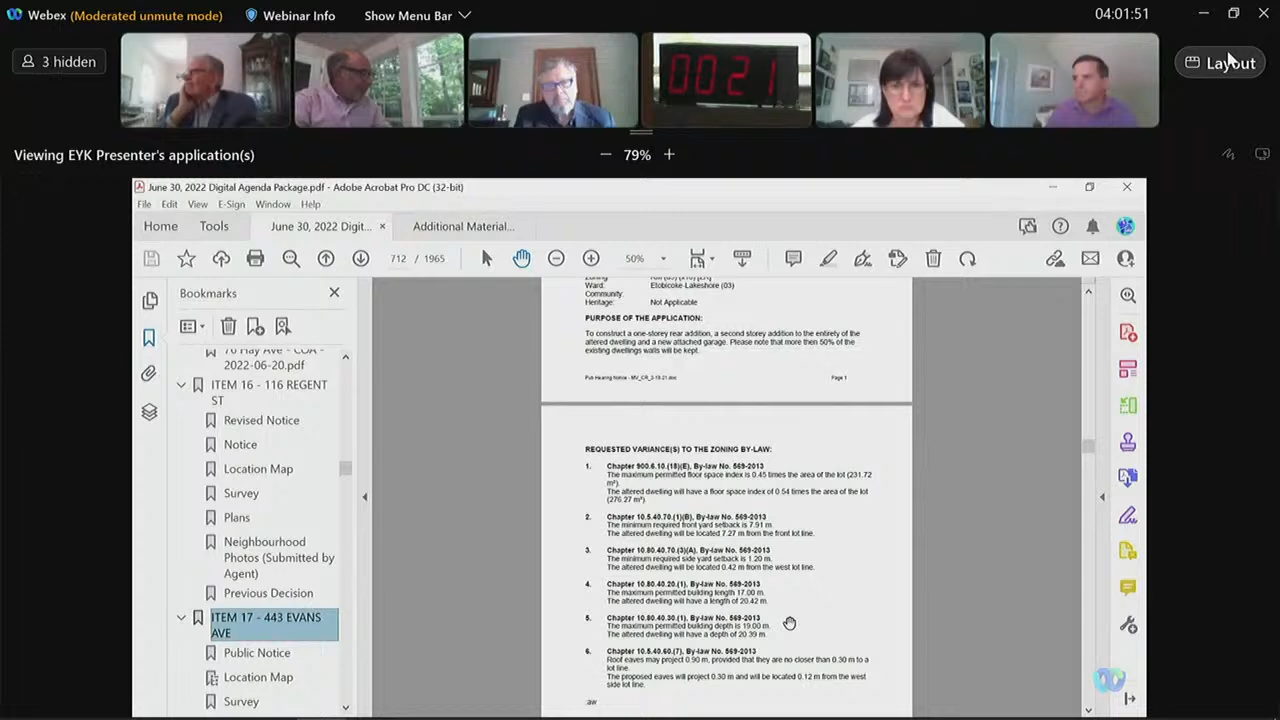 Webex (Moderated unmute mode) Webinar Info Show Menu Bar 04:01:51
3 hidden
0021
Layout
Viewing EYK Presenter's application(s) 79%
June 30, 2022 Digital Agenda Package.pdf - Adobe Acrobat Pro DC (32-bit)
File Edit View E-Sign Window Help
Home Tools June 30, 2022 Digit... × Additional Material...
712 / 1965 50%
Bookmarks
2022-06-20.pdf
ITEM 16 - 116 REGENT
ST
Revised Notice
Notice
Location Map
Survey
Plans
Neighbourhood
Photos (Submitted by
Agent)
Previous Decision
ITEM 17 - 443 EVANS
AVE
Public Notice
Location Map
Survey
Ward: Etobicoke-Lakeshore (03)
Community:
Heritage: Not Applicable
PURPOSE OF THE APPLICATION:
To construct a one-storey rear addition, a second storey addition to the entirety of the
altered dwelling and a new attached garage. Please note that more then 50% of the
existing dwellings walls will be kept.
Page 1
REQUESTED VARIANCE(S) TO THE ZONING BY-LAW:
1. Chapter 900.6.10.(18)(E), By-law No. 569-2013
The maximum permitted floor space index is 0.45 times the area of the lot (231.72
m²).
The altered dwelling will have a floor space index of 0.54 times the area of the lot
(276.27 m²).
2. Chapter 10.5.40.70.(1)(B), By-law No. 569-2013
The minimum required front yard setback is 7.91 m.
The altered dwelling will be located 7.27 m from the front lot line.
3. Chapter 10.80.40.70.(3)(A), By-law No. 569-2013
The minimum required side yard setback is 1.20 m.
The altered dwelling will be located 0.42 m from the west lot line.
4. Chapter 10.80.40.20.(1), By-law No. 569-2013
The maximum permitted building length 17.00 m.
The altered dwelling will have a length of 20.42 m.
5. Chapter 10.80.40.30.(1), By-law No. 569-2013
The maximum permitted building depth is 19.00 m.
The altered dwelling will have a depth of 20.39 m.
6. Chapter 10.5.40.60.(7), By-law No. 569-2013
Roof eaves may project 0.90 m, provided that they are no closer than 0.30 m to a
lot line.
The proposed eaves will project 0.30 m and will be located 0.12 m from the west
side lot line.